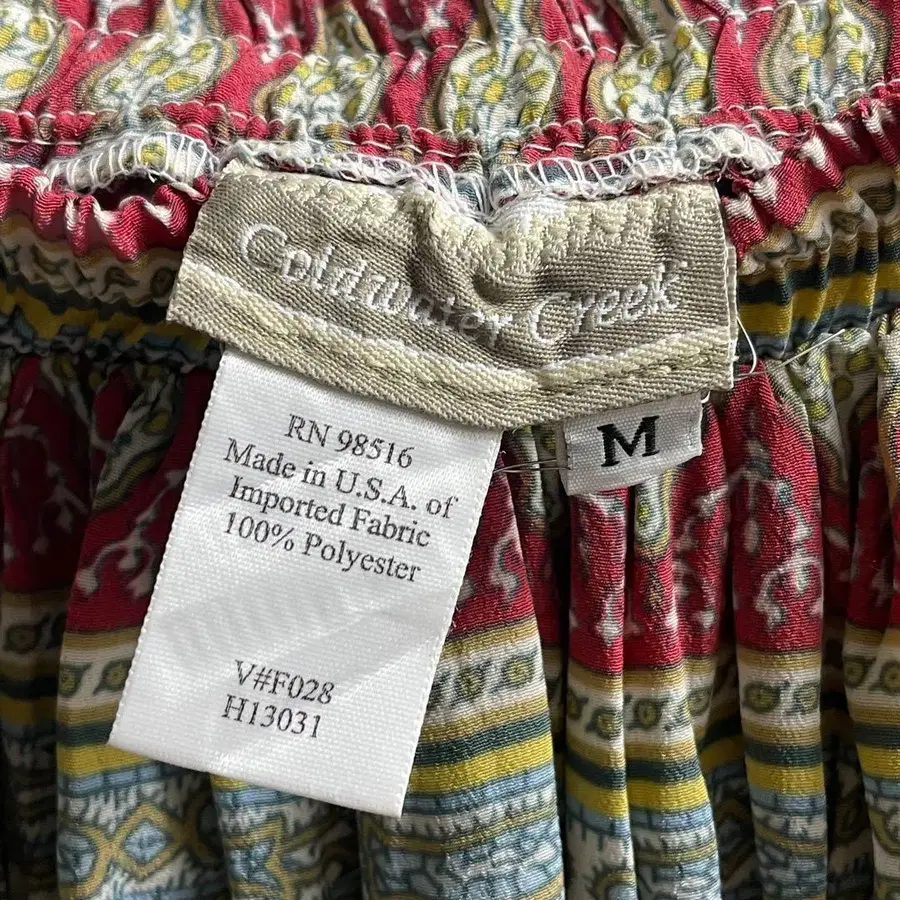 Coldwater Creek
M
RN 98516
Made in U.S.A. of
Imported Fabric
100% Polyester
V#F028
H13031